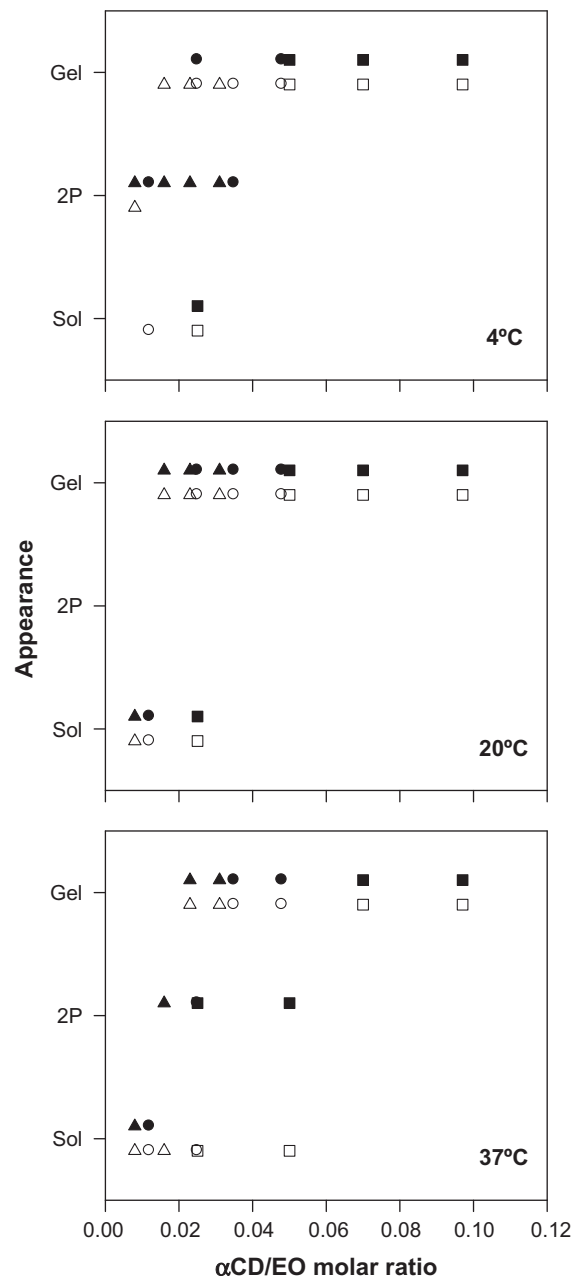 Gel
2P
Sol
4ºC
Gel
2P
Sol
20ºC
Appearance
Gel
2P
Sol
37ºC
0.00 0.02 0.04 0.06 0.08 0.10 0.12
αCD/EO molar ratio